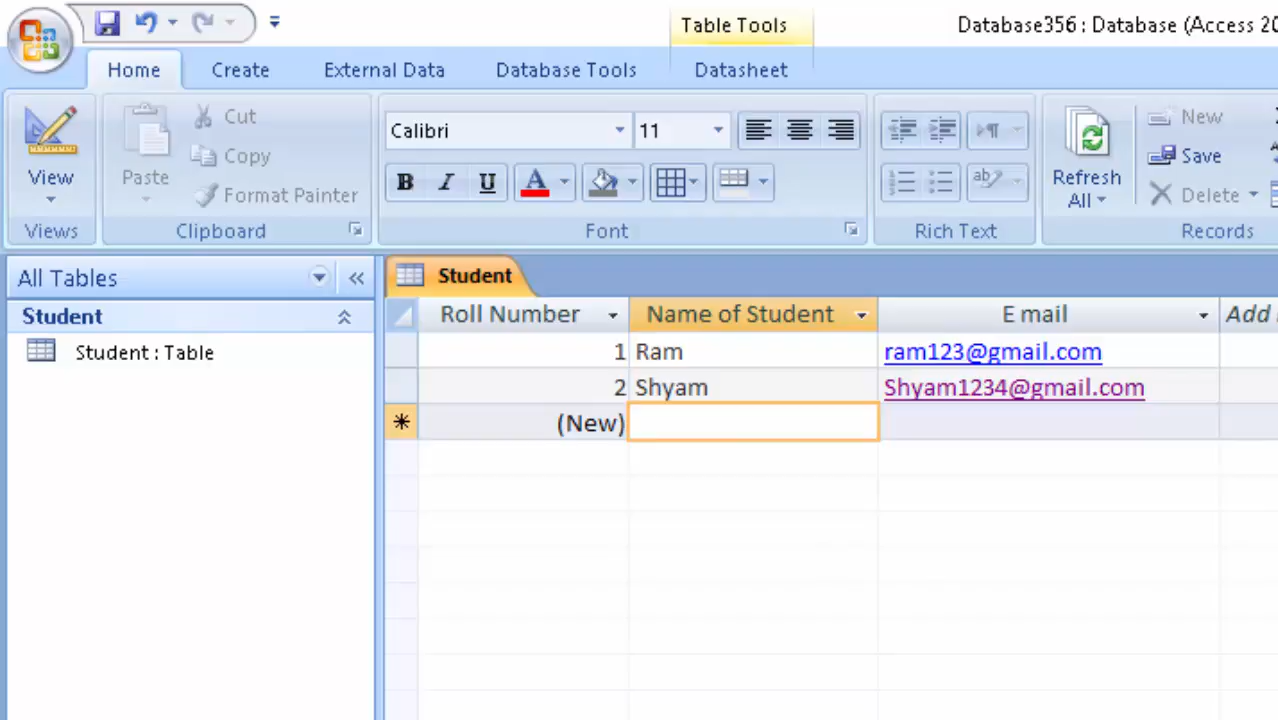 Table Tools
Database356 : Database (Access 20
Home Create External Data Database Tools Datasheet
View
Paste
Cut
Copy
Format Painter
Calibri 11
B I U A
ab
Refresh
All
New
Save
Delete
Views Clipboard Font Rich Text Records
All Tables «
Student
Student : Table
Student
Roll Number Name of Student E mail Add
1 Ram ram123@gmail.com
2 Shyam Shyam1234@gmail.com
* (New)